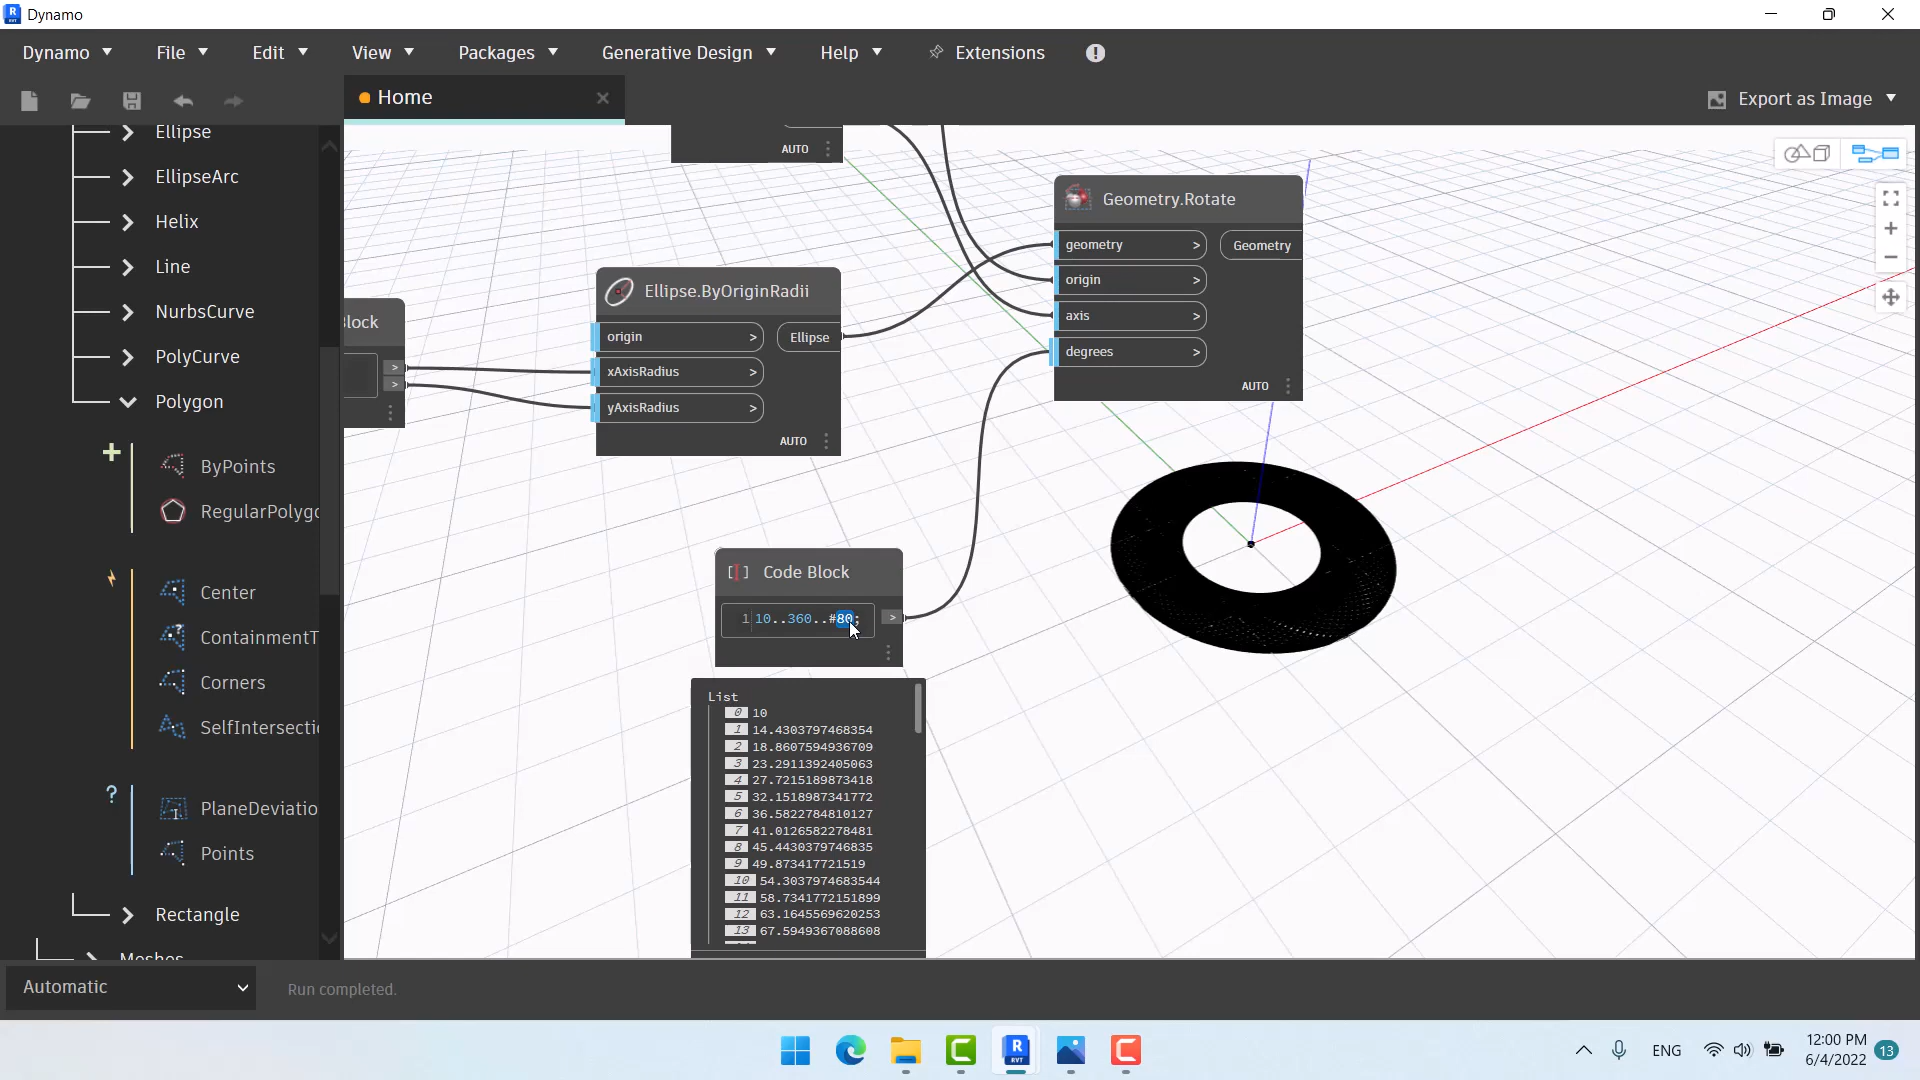 Dynamo
Dynamo File Edit View Packages Generative Design Help Extensions
Home
Export as Image
Ellipse
EllipseArc
Helix
Line
NurbsCurve
PolyCurve
Polygon
ByPoints
RegularPolygo
Center
ContainmentT
Corners
SelfIntersecti
PlaneDeviatio
Points
Rectangle
Meshes
AUTO
lock
Ellipse.ByOriginRadii
origin > Ellipse
xAxisRadius >
yAxisRadius >
AUTO
Geometry.Rotate
geometry > Geometry
origin >
axis >
degrees >
AUTO
Code Block
1 10..360..#80; >
List
0 10
1 14.4303797468354
2 18.8607594936709
3 23.2911392405063
4 27.7215189873418
5 32.1518987341772
6 36.5822784810127
7 41.0126582278481
8 45.4430379746835
9 49.873417721519
10 54.3037974683544
11 58.7341772151899
12 63.1645569620253
13 67.5949367088608
Automatic
Run completed.
R
RVT
ENG
12:00 PM
6/4/2022
13